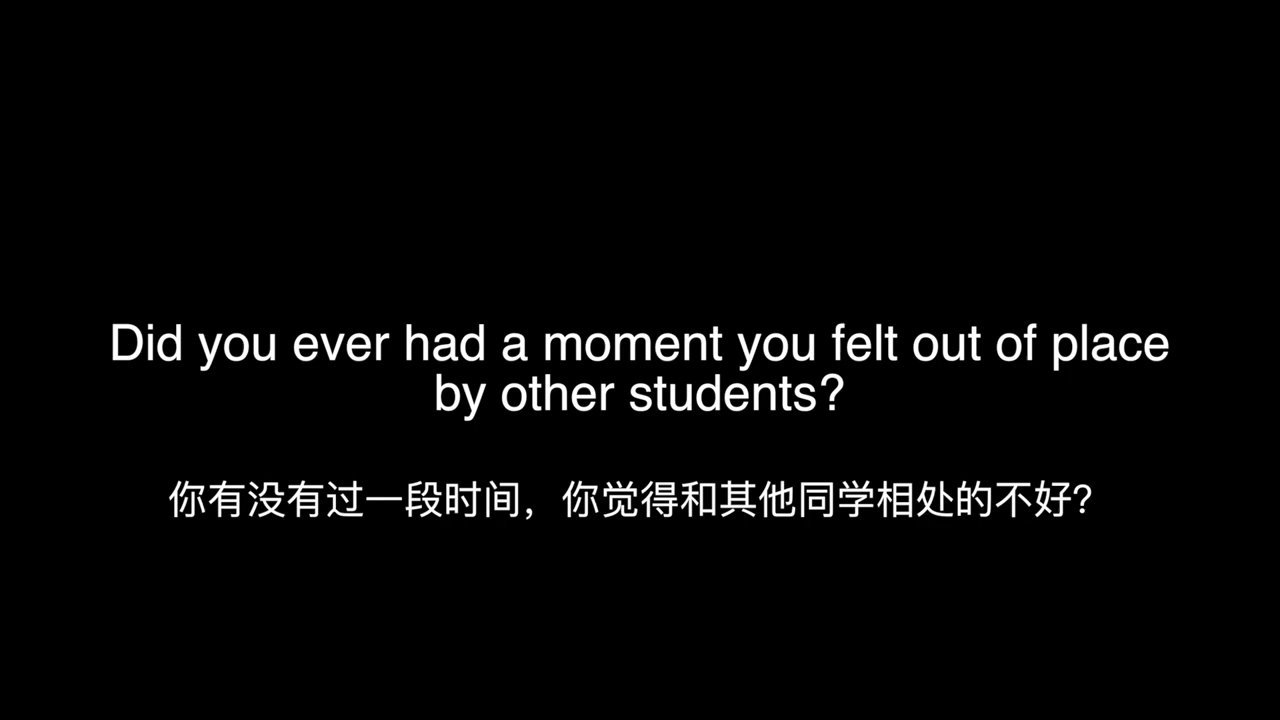 Did you ever had a moment you felt out of place
by other students?
你有没有过一段时间，你觉得和其他同学相处的不好？